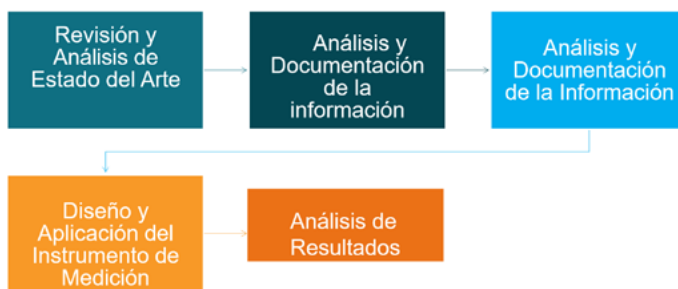 Revisión y
Análisis de
Estado del Arte
Análisis y
Documentación
de la
información
Análisis y
Documentación
de la Información
Diseño y
Aplicación del
Instrumento de
Medición
Análisis de
Resultados